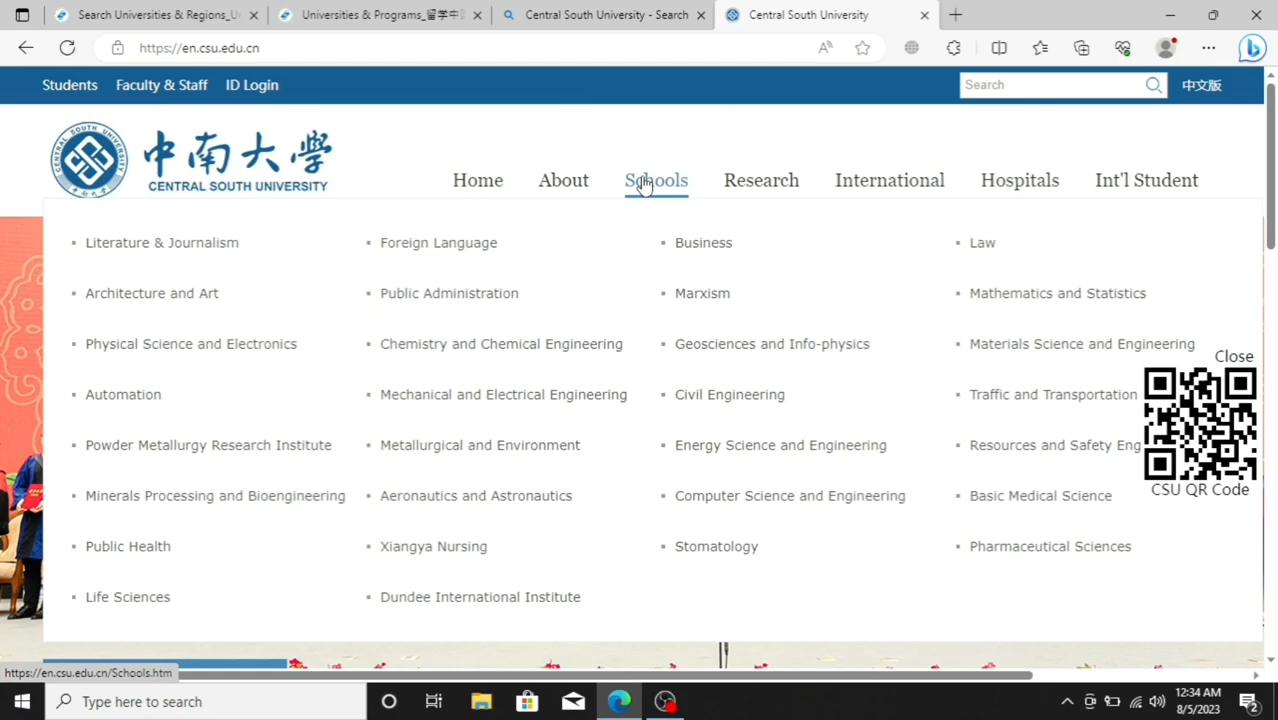 Search Universities & Regions_U
Universities & Programs_留学中
Central South University - Search
Central South University
https://en.csu.edu.cn
Students Faculty & Staff ID Login
Search
中文版
中南大学
CENTRAL SOUTH UNIVERSITY
Home About Schools Research International Hospitals Int'l Student
Literature & Journalism Foreign Language Business Law
Architecture and Art Public Administration Marxism Mathematics and Statistics
Physical Science and Electronics Chemistry and Chemical Engineering Geosciences and Info-physics Materials Science and Engineering
Close
Automation Mechanical and Electrical Engineering Civil Engineering Traffic and Transportation
Powder Metallurgy Research Institute Metallurgical and Environment Energy Science and Engineering Resources and Safety Eng
CSU QR Code
Minerals Processing and Bioengineering Aeronautics and Astronautics Computer Science and Engineering Basic Medical Science
Public Health Xiangya Nursing Stomatology Pharmaceutical Sciences
Life Sciences Dundee International Institute
https://en.csu.edu.cn/Schools.htm
Type here to search
12:34 AM
8/5/2023
2